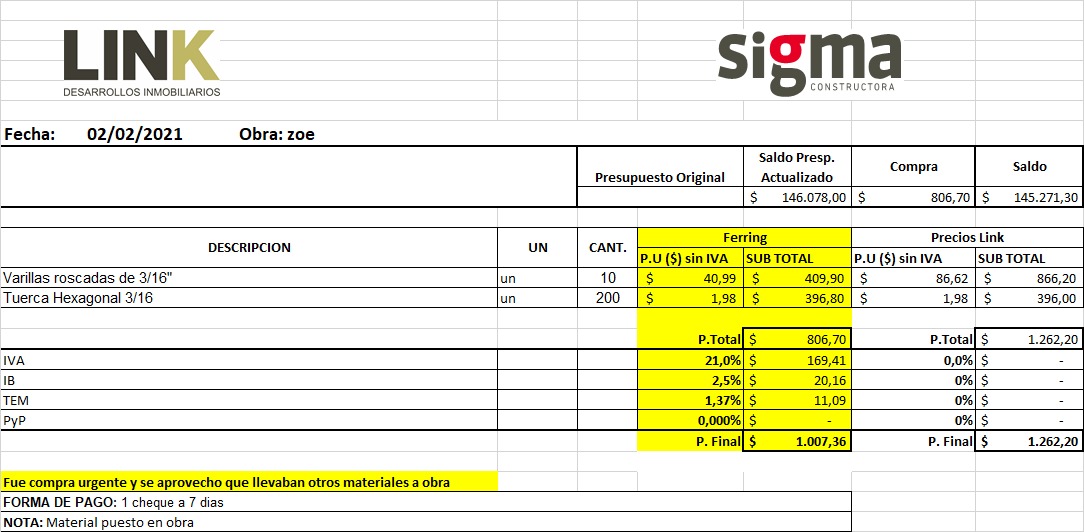 LINK
DESARROLLOS INMOBILIARIOS
sigma
CONSTRUCTORA
Fecha: 02/02/2021 Obra: zoe
Presupuesto Original Saldo Presp. Actualizado Compra Saldo
$ 146.078,00 $ 806,70 $ 145.271,30
DESCRIPCION UN CANT. Ferring Precios Link
P.U ($) sin IVA SUB TOTAL P.U ($) sin IVA SUB TOTAL
Varillas roscadas de 3/16" un 10 $ 40,99 $ 409,90 $ 86,62 $ 866,20
Tuerca Hexagonal 3/16 un 200 $ 1,98 $ 396,80 $ 1,98 $ 396,00
P.Total $ 806,70 P.Total $ 1.262,20
IVA 21,0% $ 169,41 0,0% $ -
IB 2,5% $ 20,16 0% $ -
TEM 1,37% $ 11,09 0% $ -
PyP 0,000% $ - 0% $ -
P. Final $ 1.007,36 P. Final $ 1.262,20
Fue compra urgente y se aprovecho que llevaban otros materiales a obra
FORMA DE PAGO: 1 cheque a 7 dias
NOTA: Material puesto en obra